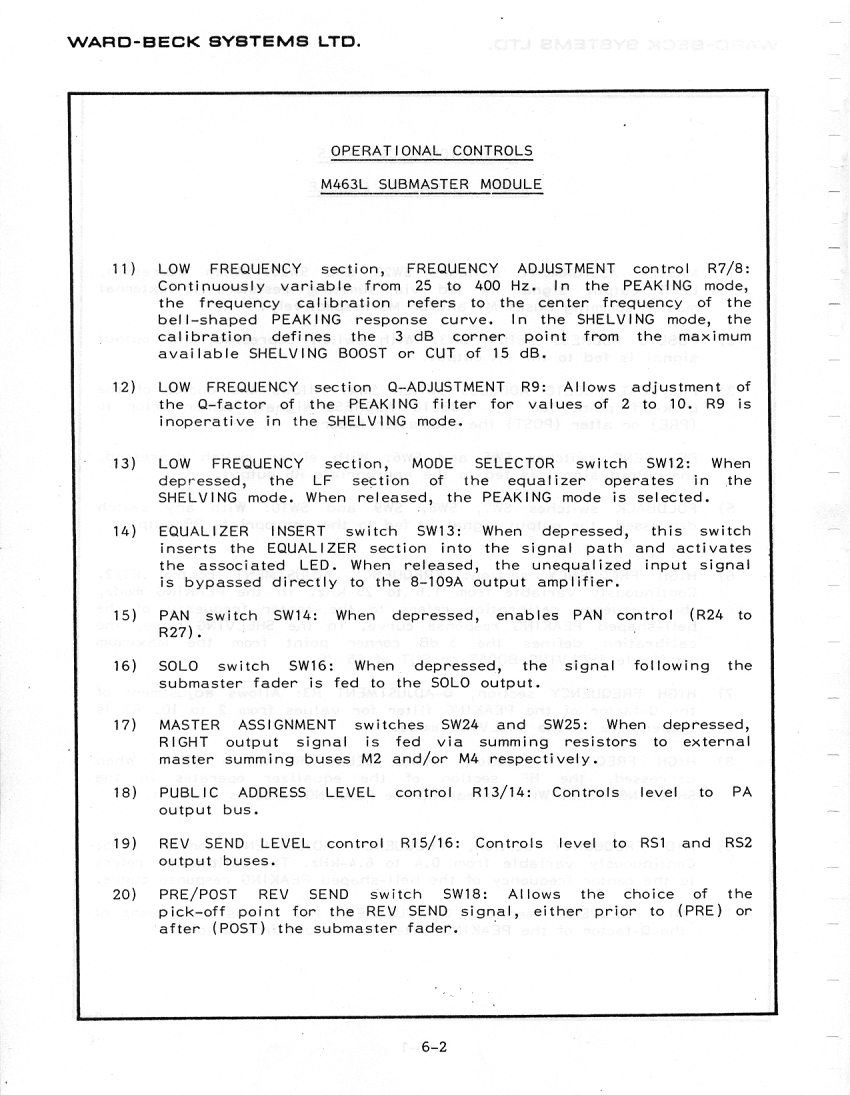 WARD-BECK SYSTEMS LTD.
OPERATIONAL CONTROLS
M463L SUBMASTER MODULE
11) LOW FREQUENCY section, FREQUENCY ADJUSTMENT control R7/8:
Continuously variable from 25 to 400 Hz. In the PEAKING mode,
the frequency calibration refers to the center frequency of the
bell-shaped PEAKING response curve. In the SHELVING mode, the
calibration defines the 3 dB corner point from the maximum
available SHELVING BOOST or CUT of 15 dB.
12) LOW FREQUENCY section Q-ADJUSTMENT R9: Allows adjustment of
the Q-factor of the PEAKING filter for values of 2 to 10. R9 is
inoperative in the SHELVING mode.
13) LOW FREQUENCY section, MODE SELECTOR switch SW12: When
depressed, the LF section of the equalizer operates in the
SHELVING mode. When released, the PEAKING mode is selected.
14) EQUALIZER INSERT switch SW13: When depressed, this switch
inserts the EQUALIZER section into the signal path and activates
the associated LED. When released, the unequalized input signal
is bypassed directly to the 8-109A output amplifier.
15) PAN switch SW14: When depressed, enables PAN control (R24 to
R27).
16) SOLO switch SW16: When depressed, the signal following the
submaster fader is fed to the SOLO output.
17) MASTER ASSIGNMENT switches SW24 and SW25: When depressed,
RIGHT output signal is fed via summing resistors to external
master summing buses M2 and/or M4 respectively.
18) PUBLIC ADDRESS LEVEL control R13/14: Controls level to PA
output bus.
19) REV SEND LEVEL control R15/16: Controls level to RS1 and RS2
output buses.
20) PRE/POST REV SEND switch SW18: Allows the choice of the
pick-off point for the REV SEND signal, either prior to (PRE) or
after (POST) the submaster fader.
6-2